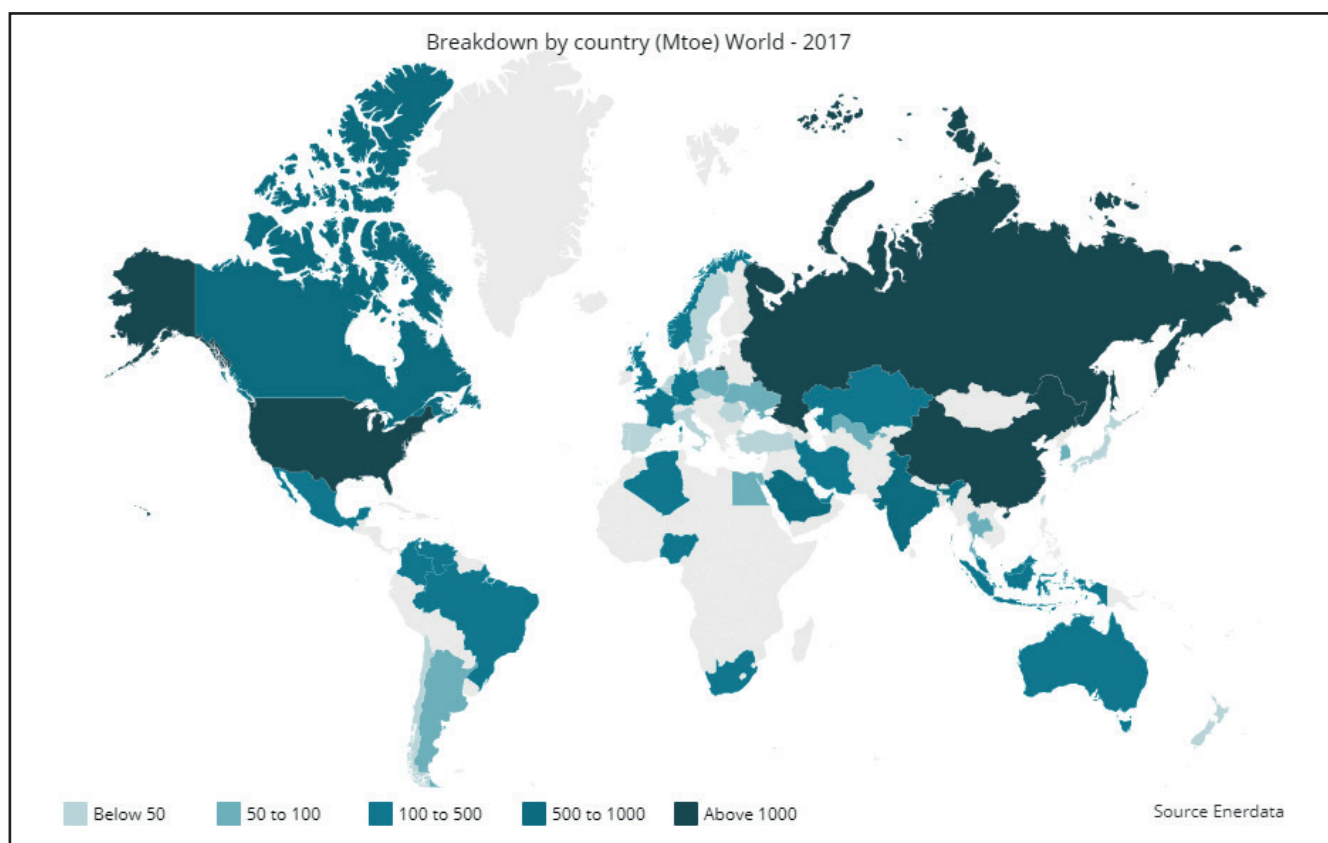 Breakdown by country (Mtoe) World - 2017
Below 50
50 to 100
100 to 500
500 to 1000
Above 1000
Source Enerdata